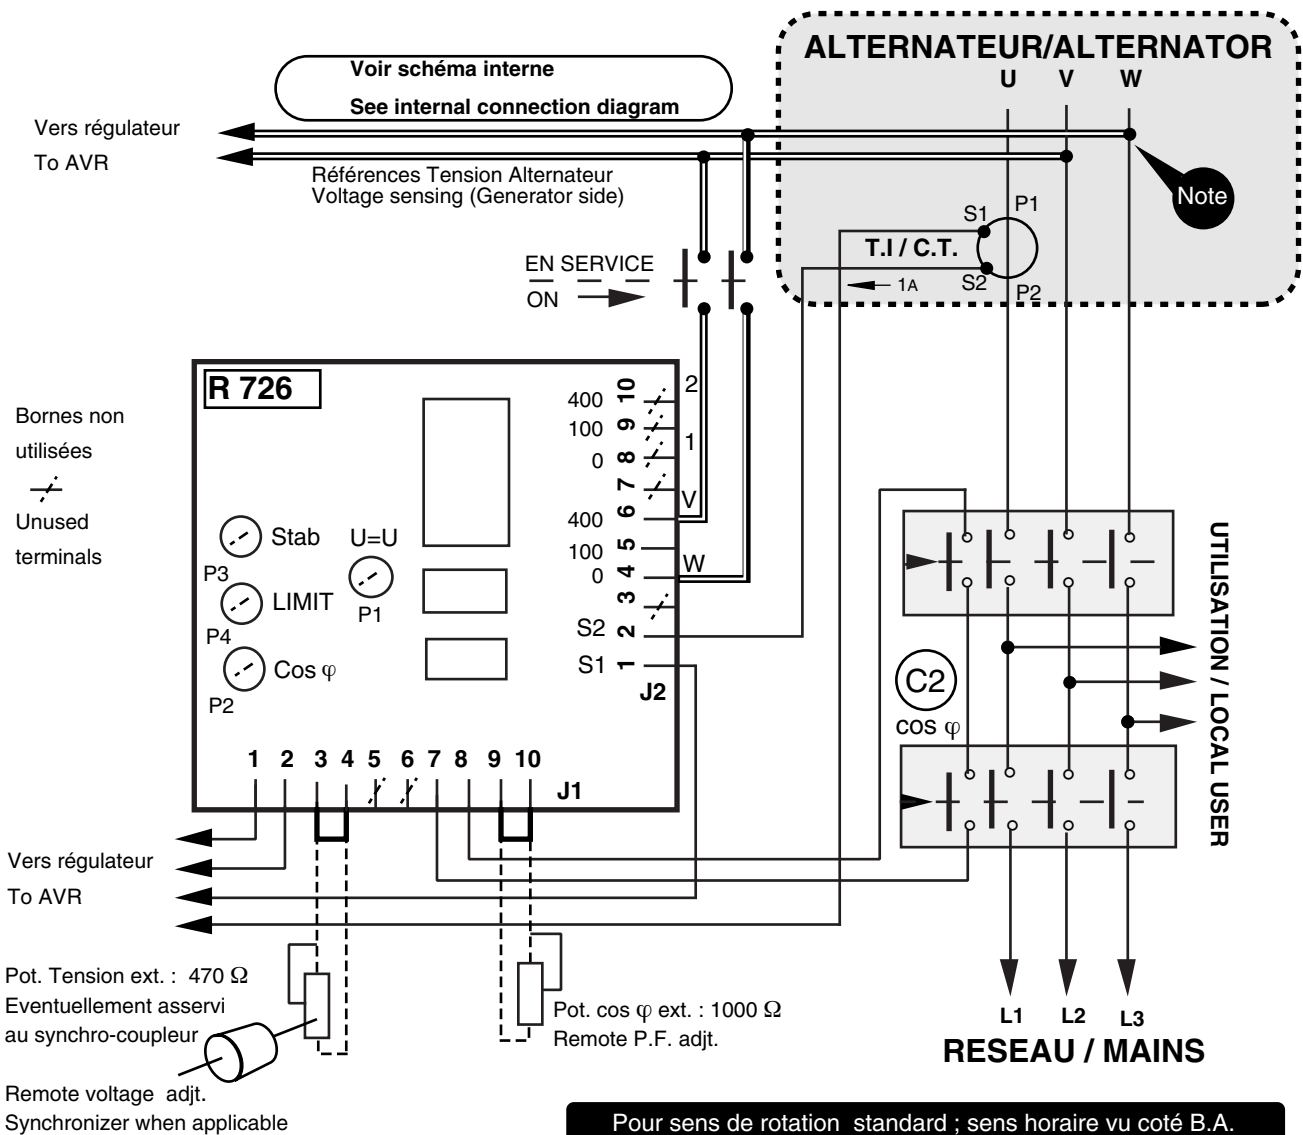 ALTERNATEUR/ALTERNATOR
U V W
Voir schéma interne
See internal connection diagram
Vers régulateur
To AVR
Références Tension Alternateur
Voltage sensing (Generator side)
Note
S1 P1
T.I / C.T.
S2 P2
1A
EN SERVICE
ON
R 726
Bornes non
utilisées
Unused
terminals
400 10 2
100 9
0 8 1
7
400 6 V
100 5
0 4 W
3
S2 2
S1 1
J2
Stab
P3
U=U
P1
LIMIT
P4
Cos φ
P2
1 2 3 4 5 6 7 8 9 10
J1
C2
cos φ
UTILISATION / LOCAL USER
Vers régulateur
To AVR
Pot. Tension ext. : 470 Ω
Eventuellement asservi
au synchro-coupleur
Remote voltage adjt.
Synchronizer when applicable
Pot. cos φ ext. : 1000 Ω
Remote P.F. adjt.
L1 L2 L3
RESEAU / MAINS
Pour sens de rotation standard ; sens horaire vu coté B.A.